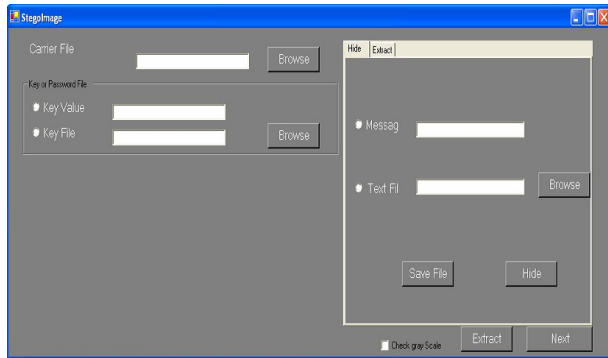 StegoImage
Carrier File
Browse
Key or Password File
Key Value
Key File
Browse
Hide
Extract
Messag
Text Fil
Browse
Save File
Hide
Check gray Scale
Extract
Next